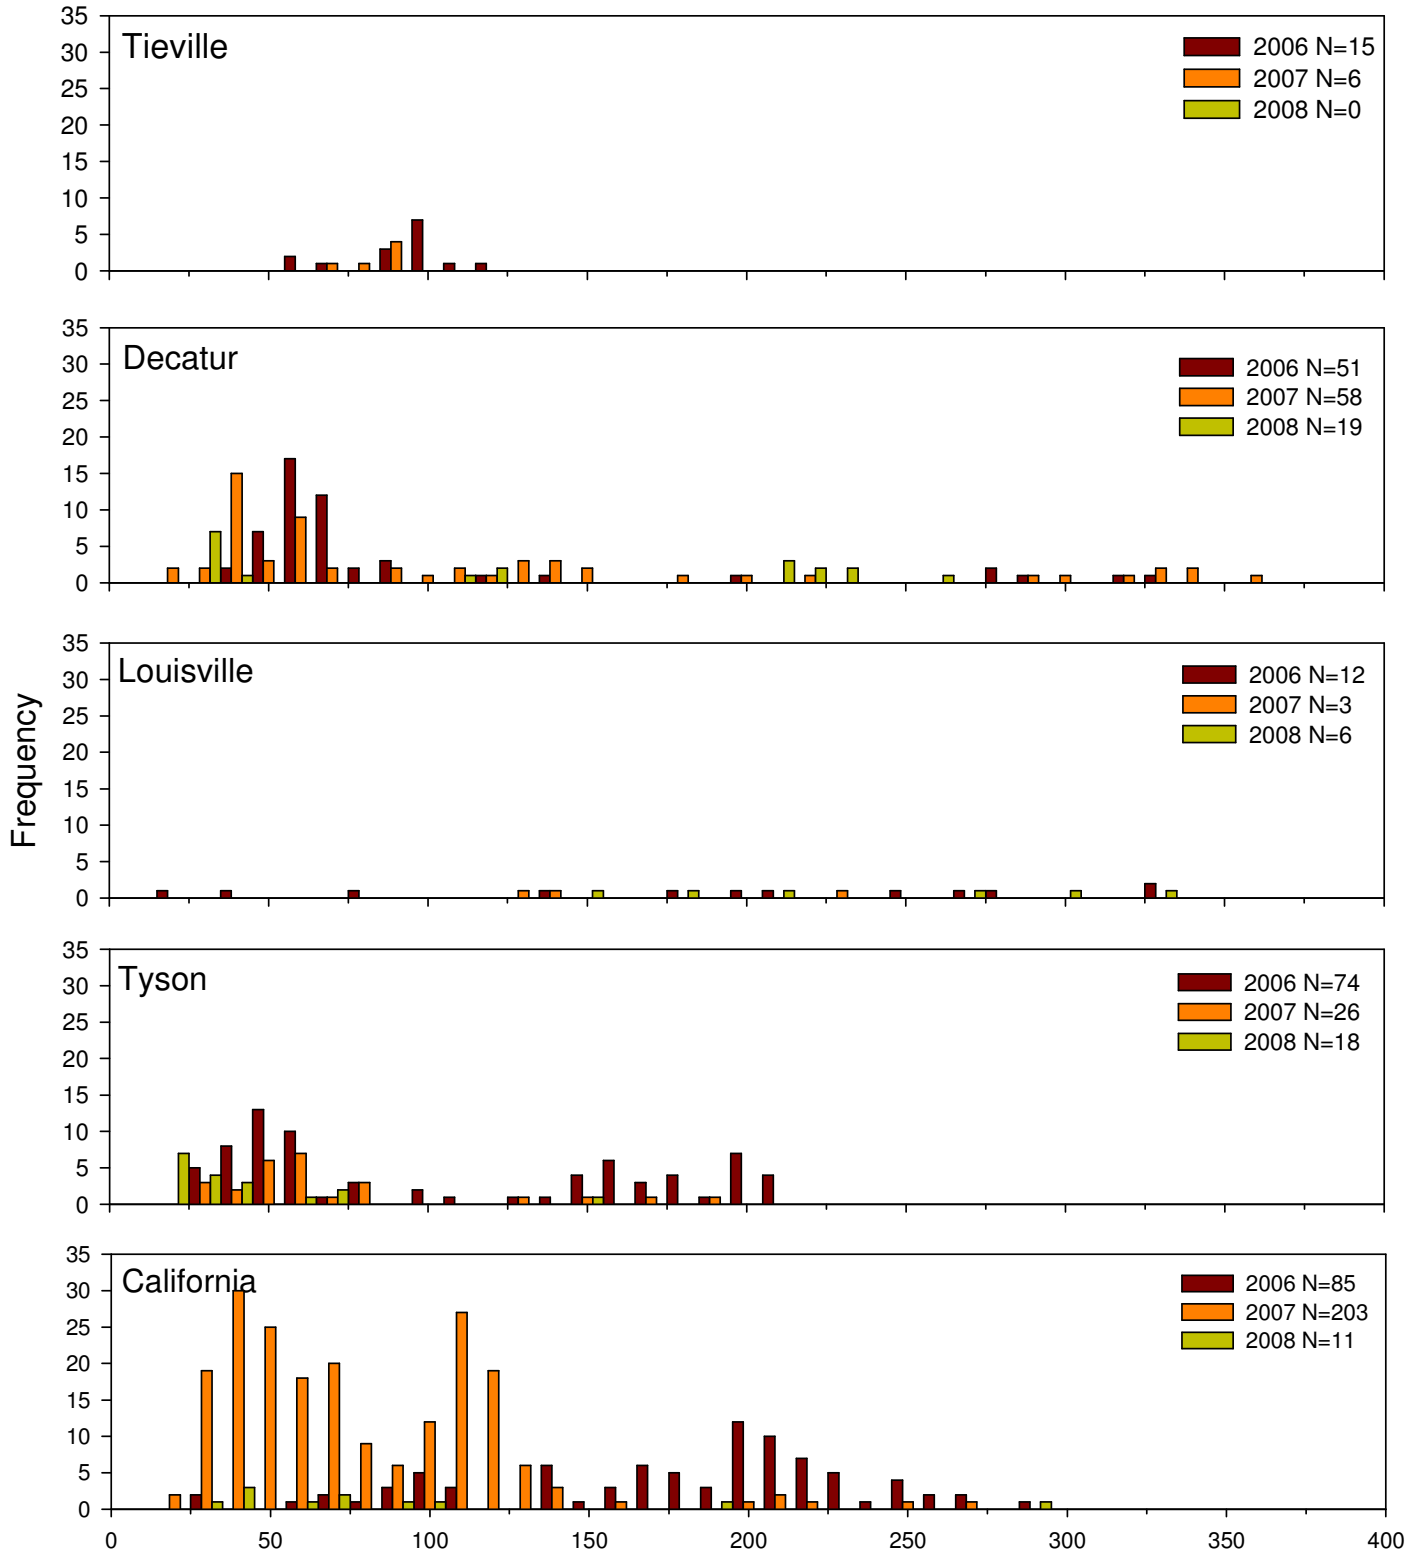 35
30
25
20
15
10
5
0
Tieville
2006 N=15
2007 N=6
2008 N=0
35
30
25
20
15
10
5
0
Decatur
2006 N=51
2007 N=58
2008 N=19
Frequency
35
30
25
20
15
10
5
0
Louisville
2006 N=12
2007 N=3
2008 N=6
35
30
25
20
15
10
5
0
Tyson
2006 N=74
2007 N=26
2008 N=18
35
30
25
20
15
10
5
0
California
2006 N=85
2007 N=203
2008 N=11
0 50 100 150 200 250 300 350 400